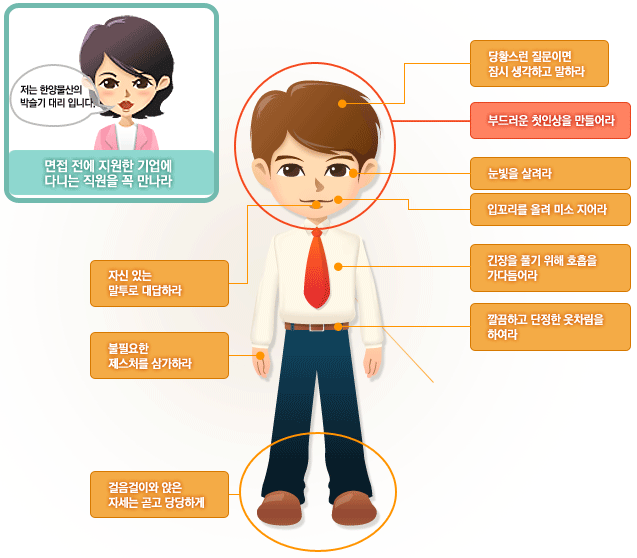 저는 한양물산의
박슬기 대리 입니다.
면접 전에 지원한 기업에
다니는 직원을 꼭 만나라
당황스런 질문이면
잠시 생각하고 말하라
부드러운 첫인상을 만들어라
눈빛을 살려라
입꼬리를 올려 미소 지어라
긴장을 풀기 위해 호흡을
가다듬어라
깔끔하고 단정한 옷차림을
하여라
자신 있는
말투로 대답하라
불필요한
제스처를 삼가하라
걸음걸이와 앉은
자세는 곧고 당당하게